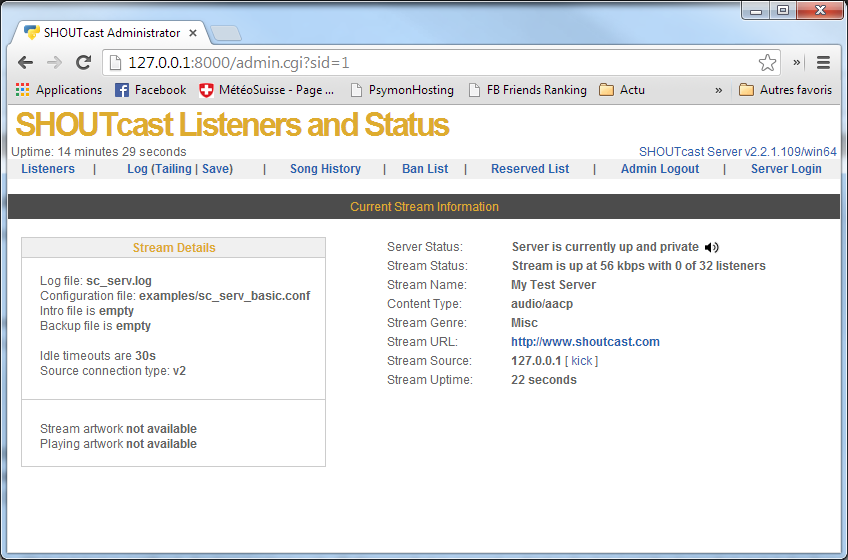 SHOUTcast Administrator
127.0.0.1:8000/admin.cgi?sid=1
Applications Facebook MétéoSuisse - Page ... PsymonHosting FB Friends Ranking Actu » Autres favoris
SHOUTcast Listeners and Status
Uptime: 14 minutes 29 seconds SHOUTcast Server v2.2.1.109/win64
Listeners | Log (Tailing | Save) | Song History | Ban List | Reserved List | Admin Logout | Server Login
Current Stream Information
Stream Details
Log file: sc_serv.log
Configuration file: examples/sc_serv_basic.conf
Intro file is empty
Backup file is empty
Idle timeouts are 30s
Source connection type: v2
Stream artwork not available
Playing artwork not available
Server Status: Server is currently up and private
Stream Status: Stream is up at 56 kbps with 0 of 32 listeners
Stream Name: My Test Server
Content Type: audio/aacp
Stream Genre: Misc
Stream URL: http://www.shoutcast.com
Stream Source: 127.0.0.1 [ kick ]
Stream Uptime: 22 seconds